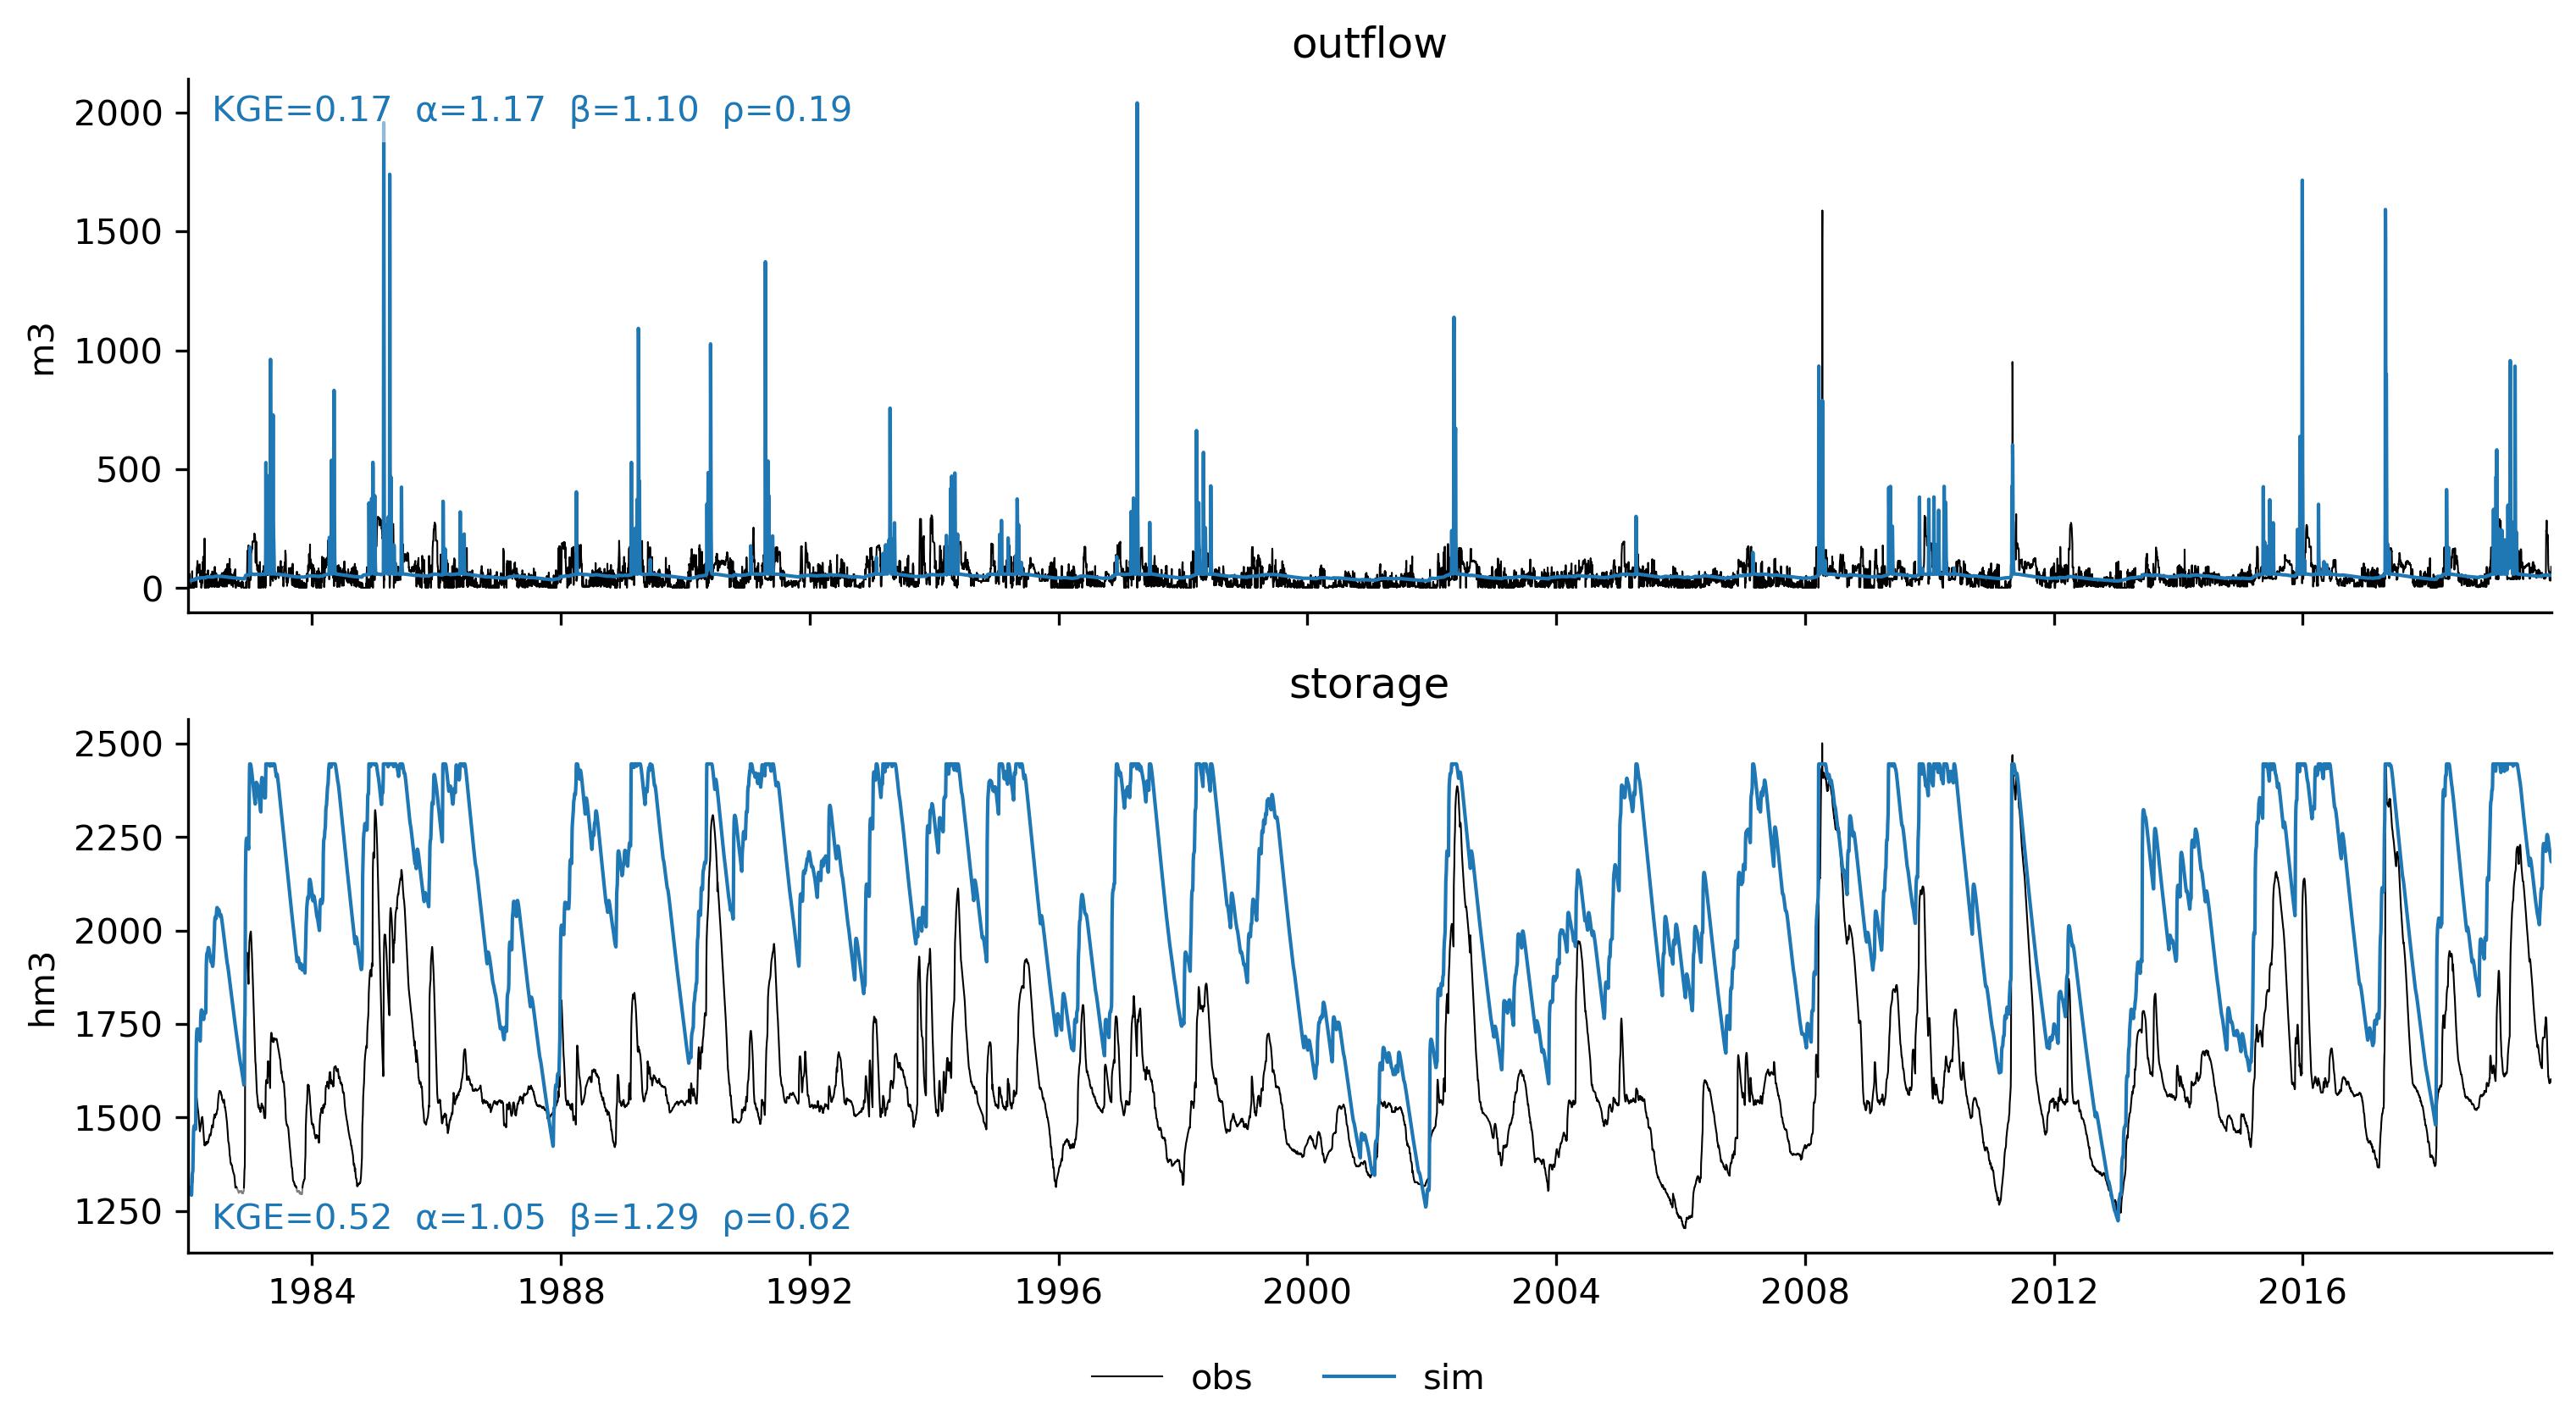 outflow
KGE=0.17 α=1.17 β=1.10 ρ=0.19
2000
1500
1000
500
0
m3
storage
2500
2250
2000
1750
1500
1250
hm3
KGE=0.52 α=1.05 β=1.29 ρ=0.62
1984 1988 1992 1996 2000 2004 2008 2012 2016
obs sim